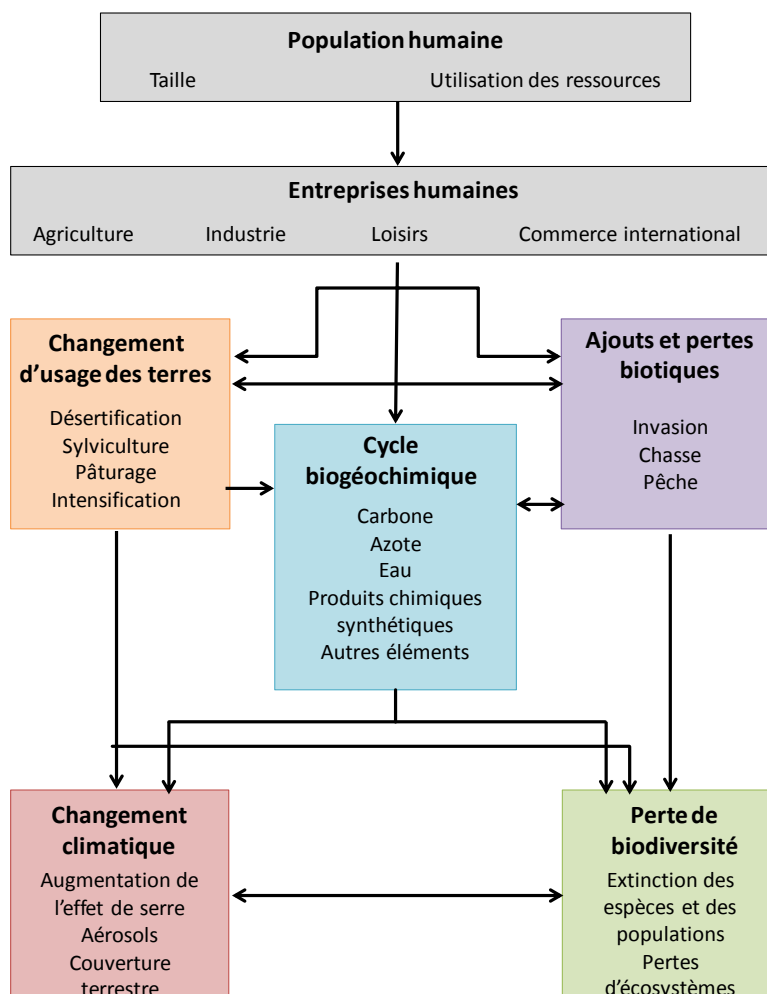 Population humaine
Taille Utilisation des ressources
Entreprises humaines
Agriculture Industrie Loisirs Commerce international
Changement
d'usage des terres
Désertification
Sylviculture
Pâturage
Intensification
Ajouts et pertes
biotiques
Invasion
Chasse
Pêche
Cycle
biogéochimique
Carbone
Azote
Eau
Produits chimiques
synthétiques
Autres éléments
Changement
climatique
Augmentation de
l'effet de serre
Aérosols
Couverture
terrestre
Perte de
biodiversité
Extinction des
espèces et des
populations
Pertes
d'écosystèmes